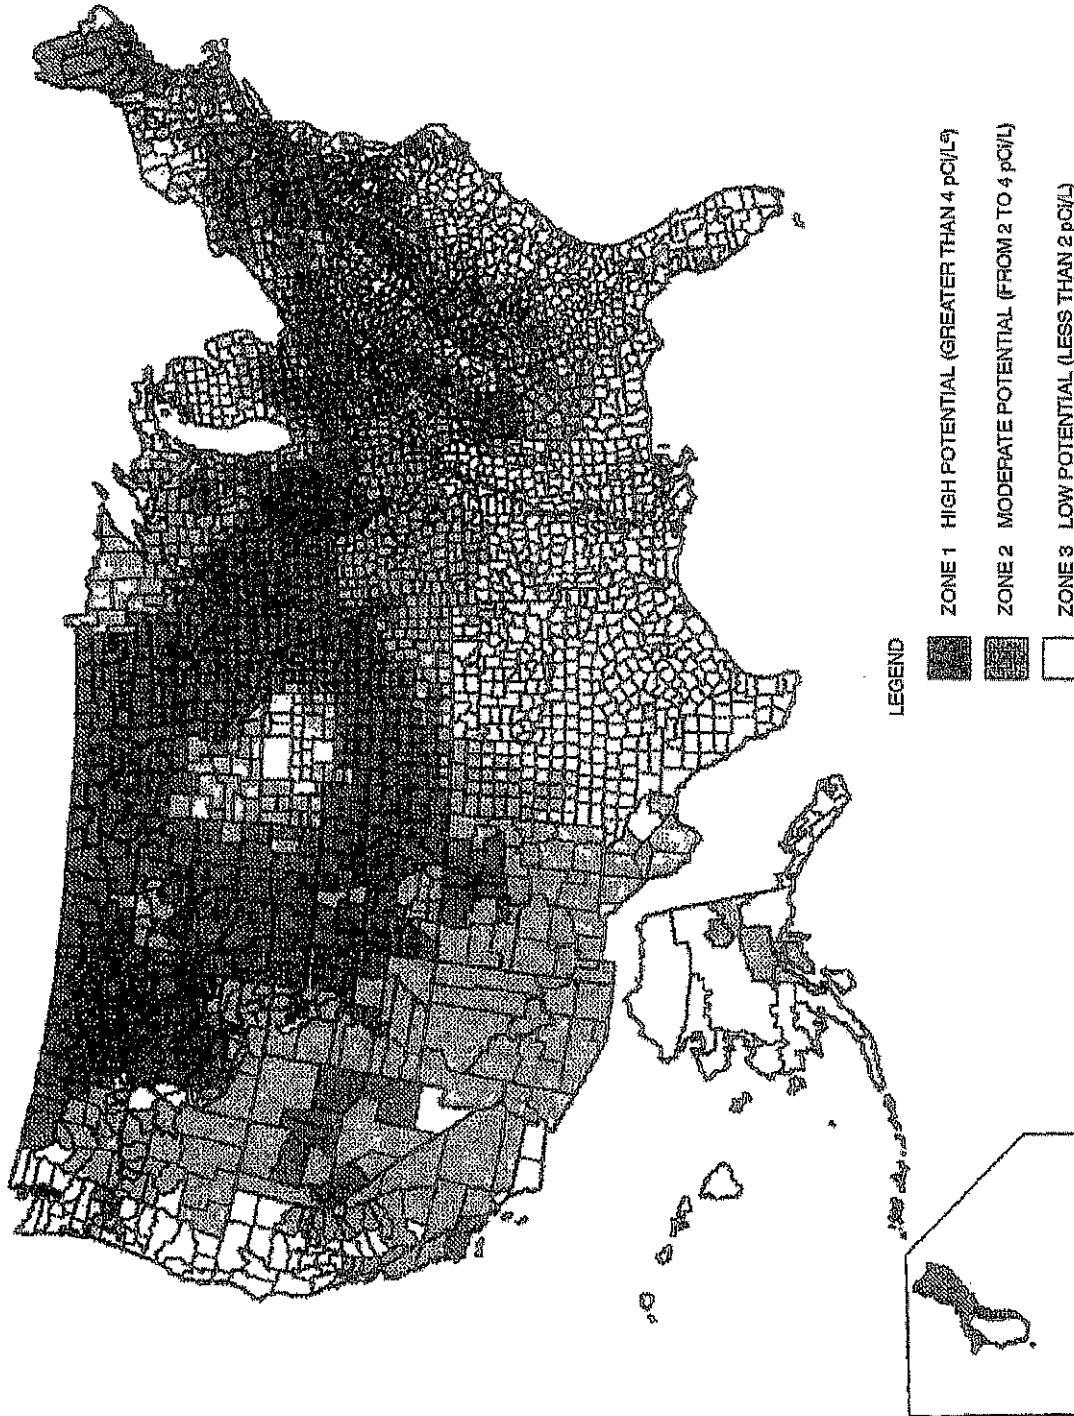 LEGEND
ZONE 1 HIGH POTENTIAL (GREATER THAN 4 pCi/Lª)
ZONE 2 MODERATE POTENTIAL (FROM 2 TO 4 pCi/L)
ZONE 3 LOW POTENTIAL (LESS THAN 2 pCi/L)